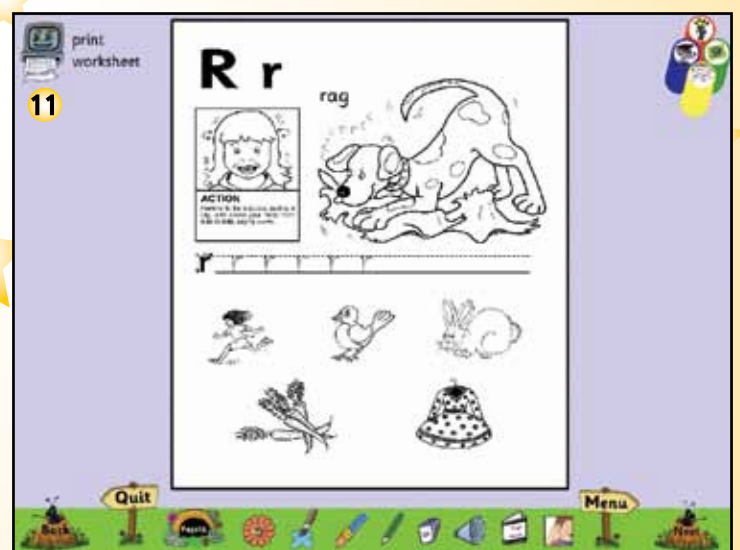 print
worksheet
11
R r
rag
ACTION
r r r r r r
Quit
Menu
Back
Next